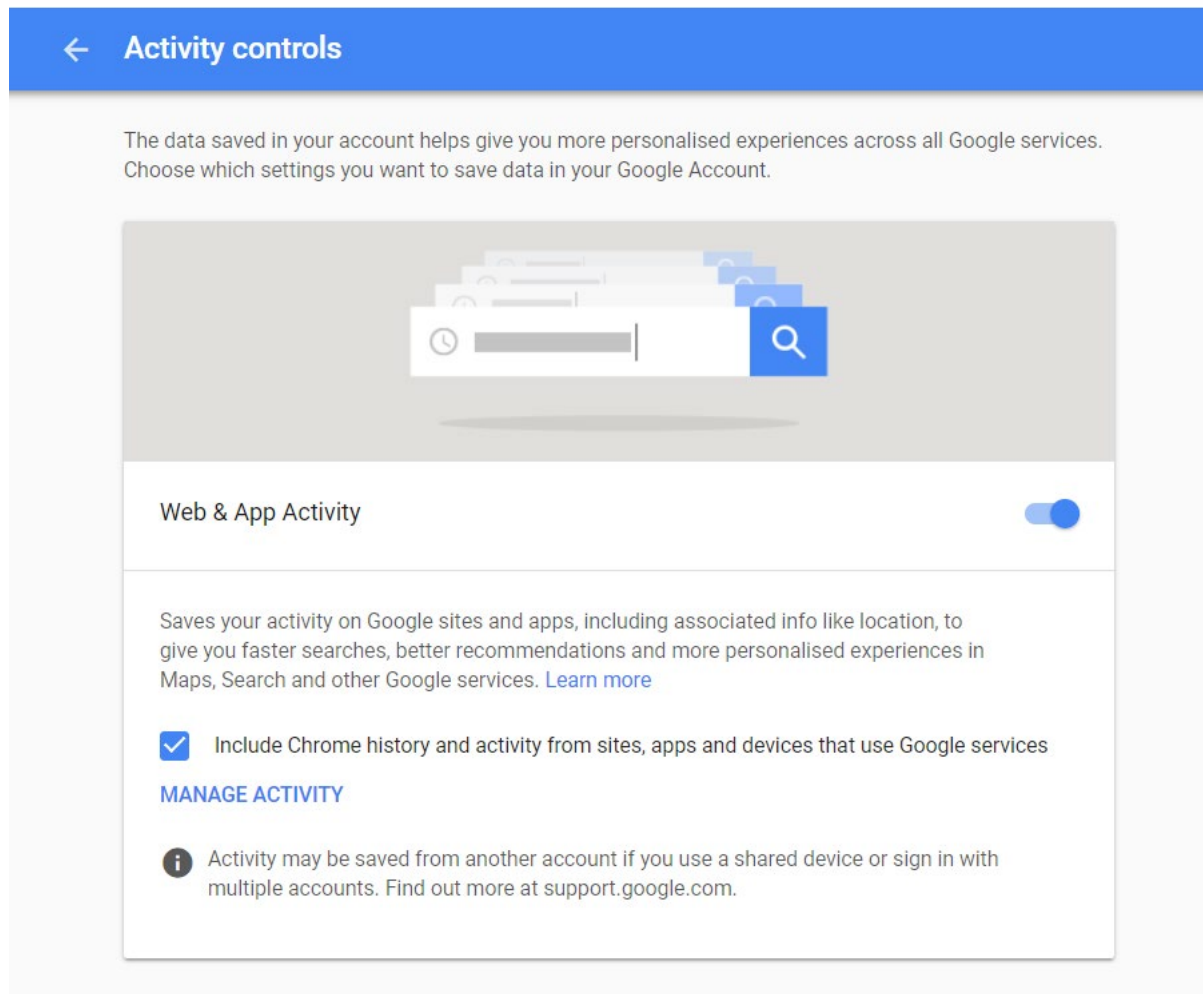 Activity controls
The data saved in your account helps give you more personalised experiences across all Google services.
Choose which settings you want to save data in your Google Account.
Web & App Activity
Saves your activity on Google sites and apps, including associated info like location, to
give you faster searches, better recommendations and more personalised experiences in
Maps, Search and other Google services. Learn more
Include Chrome history and activity from sites, apps and devices that use Google services
MANAGE ACTIVITY
Activity may be saved from another account if you use a shared device or sign in with
multiple accounts. Find out more at support.google.com.